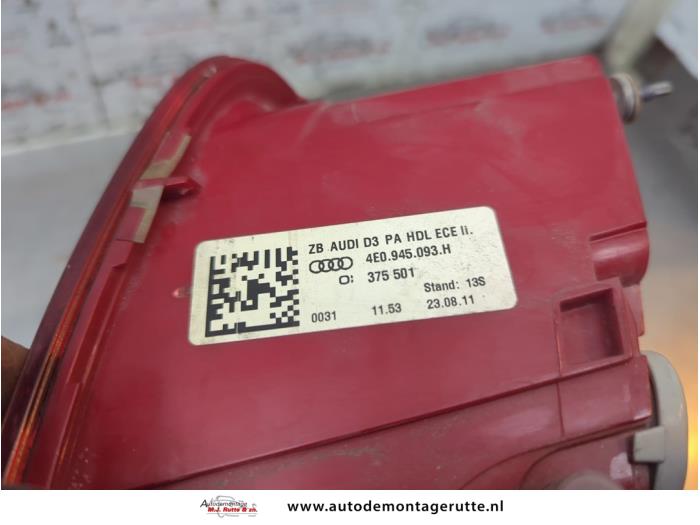 ZB AUDI D3 PA HDL ECE li.
4E0.945.093.H
O: 375 501
Stand: 13S
0031 11.53 23.08.11
Autodemontage
M.J. Rutte & zn.
www.autodemontagerutte.nl